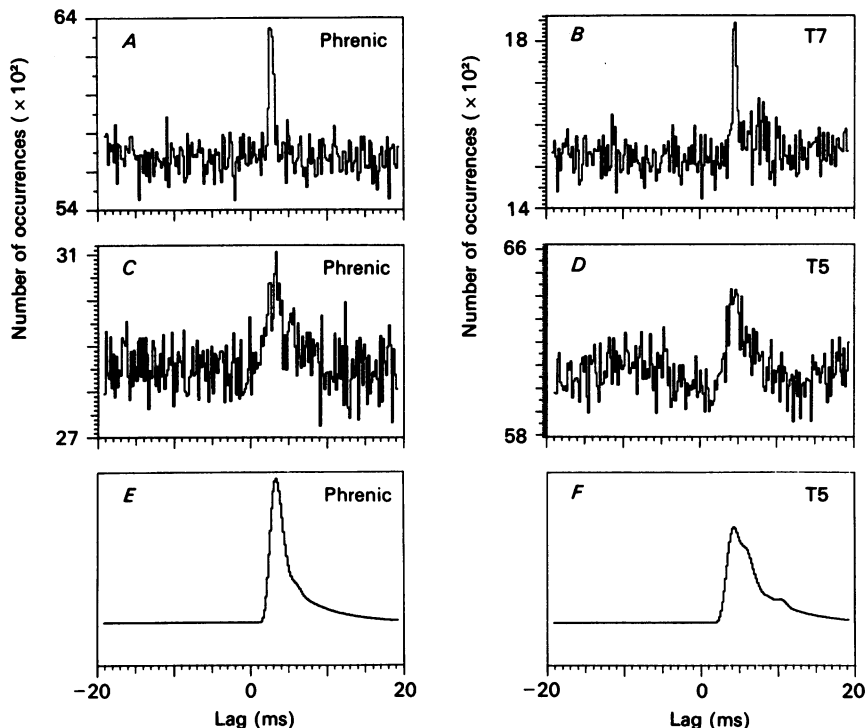 64
A
Phrenic
54
18
B
T7
14
Number of occurrences ( × 10²)
Number of occurrences ( × 10²)
31
C
Phrenic
27
66
D
T5
58
E
Phrenic
−20
0
20
Lag (ms)
F
T5
−20
0
20
Lag (ms)